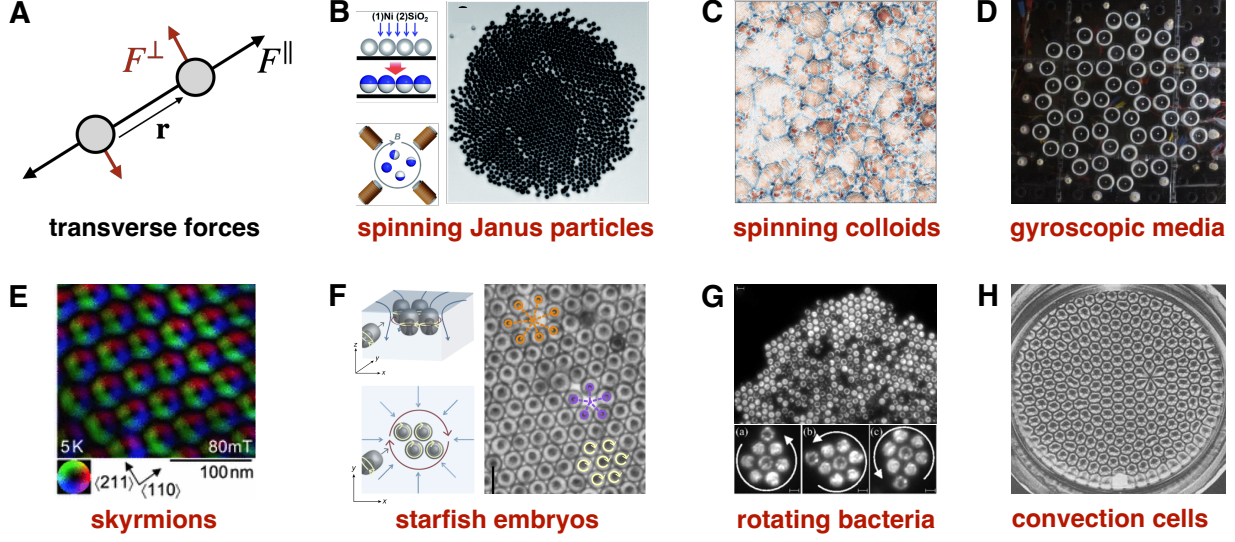 A
F⊥
F∥
r
transverse forces
B
(1)Ni (2)SiO₂
B
spinning Janus particles
C
spinning colloids
D
gyroscopic media
E
5K
80mT
100nm
⟨211⟩
⟨110⟩
skyrmions
F
z
y
x
y
x
starfish embryos
G
(a)
(b)
(c)
rotating bacteria
H
convection cells